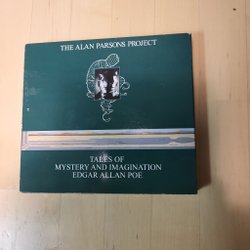 THE ALAN PARSONS PROJECT
TALES OF
MYSTERY AND IMAGINATION
EDGAR ALLAN POE